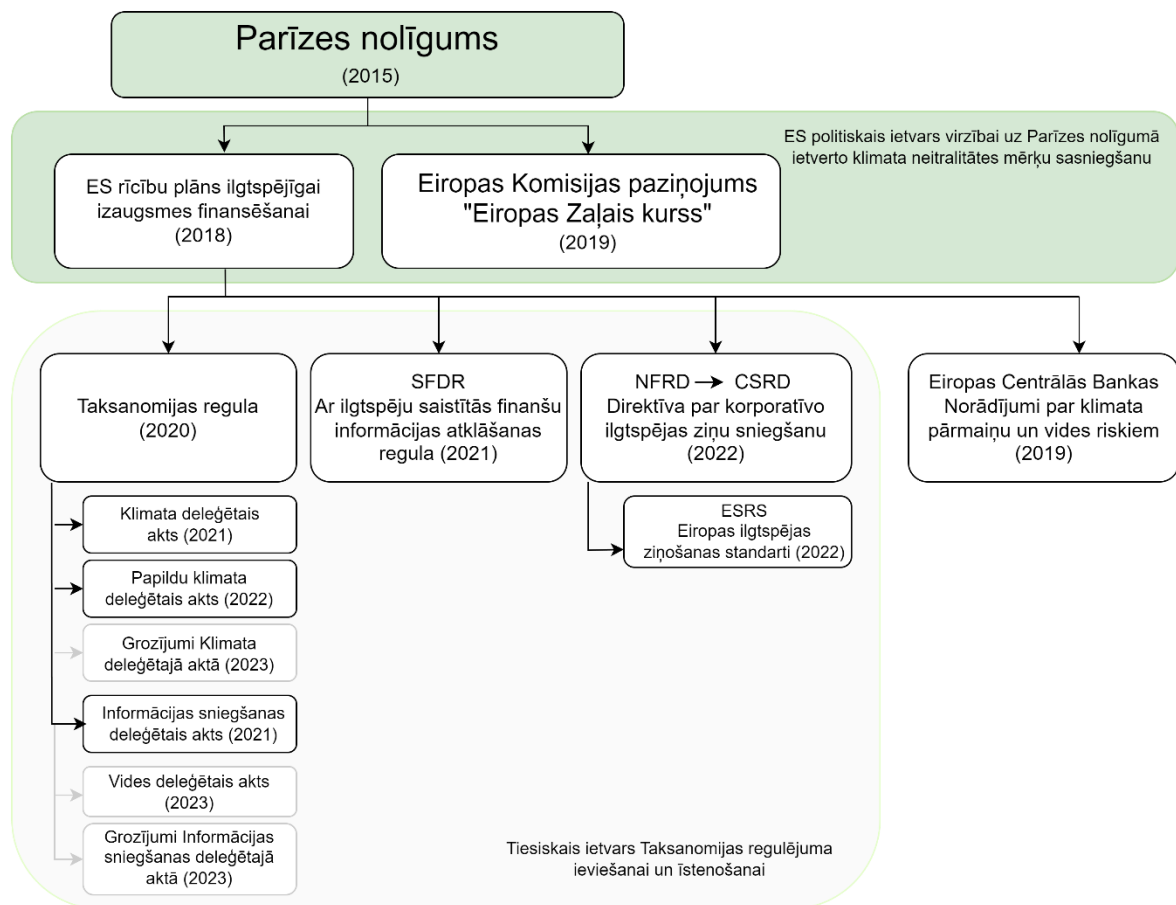 Parīzes nolīgums
(2015)
ES politiskais ietvars virzībai uz Parīzes nolīgumā
ietverto klimata neitralitātes mērķu sasniegšanu
ES rīcību plāns ilgtspējīgai
izaugsmes finansēšanai
(2018)
Eiropas Komisijas paziņojums
"Eiropas Zaļais kurss"
(2019)
Taksanomijas regula
(2020)
SFDR
Ar ilgtspēju saistītās finanšu
informācijas atklāšanas
regula (2021)
NFRD CSRD
Direktīva par korporatīvo
ilgtspējas ziņu sniegšanu
(2022)
Eiropas Centrālās Bankas
Norādījumi par klimata
pārmaiņu un vides riskiem
(2019)
Klimata deleģētais
akts (2021)
Papildu klimata
deleģētais akts (2022)
Grozījumi Klimata
deleģētajā aktā (2023)
Informācijas sniegšanas
deleģētais akts (2021)
Vides deleģētais akts
(2023)
Grozījumi Informācijas
sniegšanas deleģētajā
aktā (2023)
ESRS
Eiropas ilgtspējas
ziņošanas standarti (2022)
Tiesiskais ietvars Taksanomijas regulējuma
ieviešanai un īstenošanai